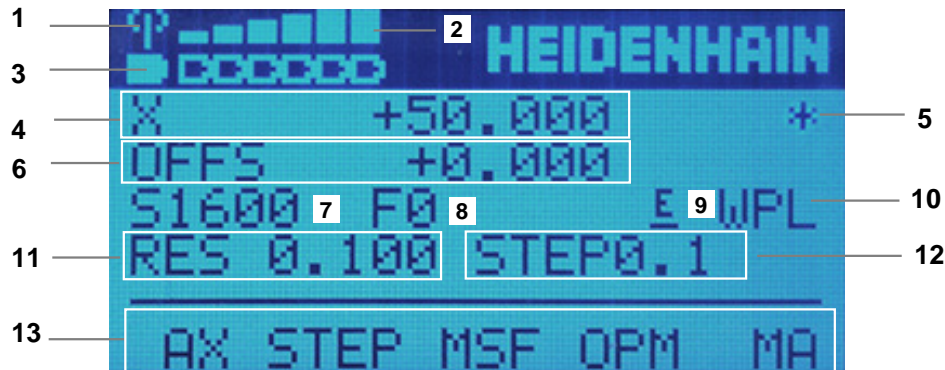 1 2 HEIDENHAIN
3
4 X +50.000 * 5
6 OFFS +0.000
S1600 7 F0 8 E 9 WPL 10
11 RES 0.100 STEP0.1 12
13 AX STEP MSF OPM MA